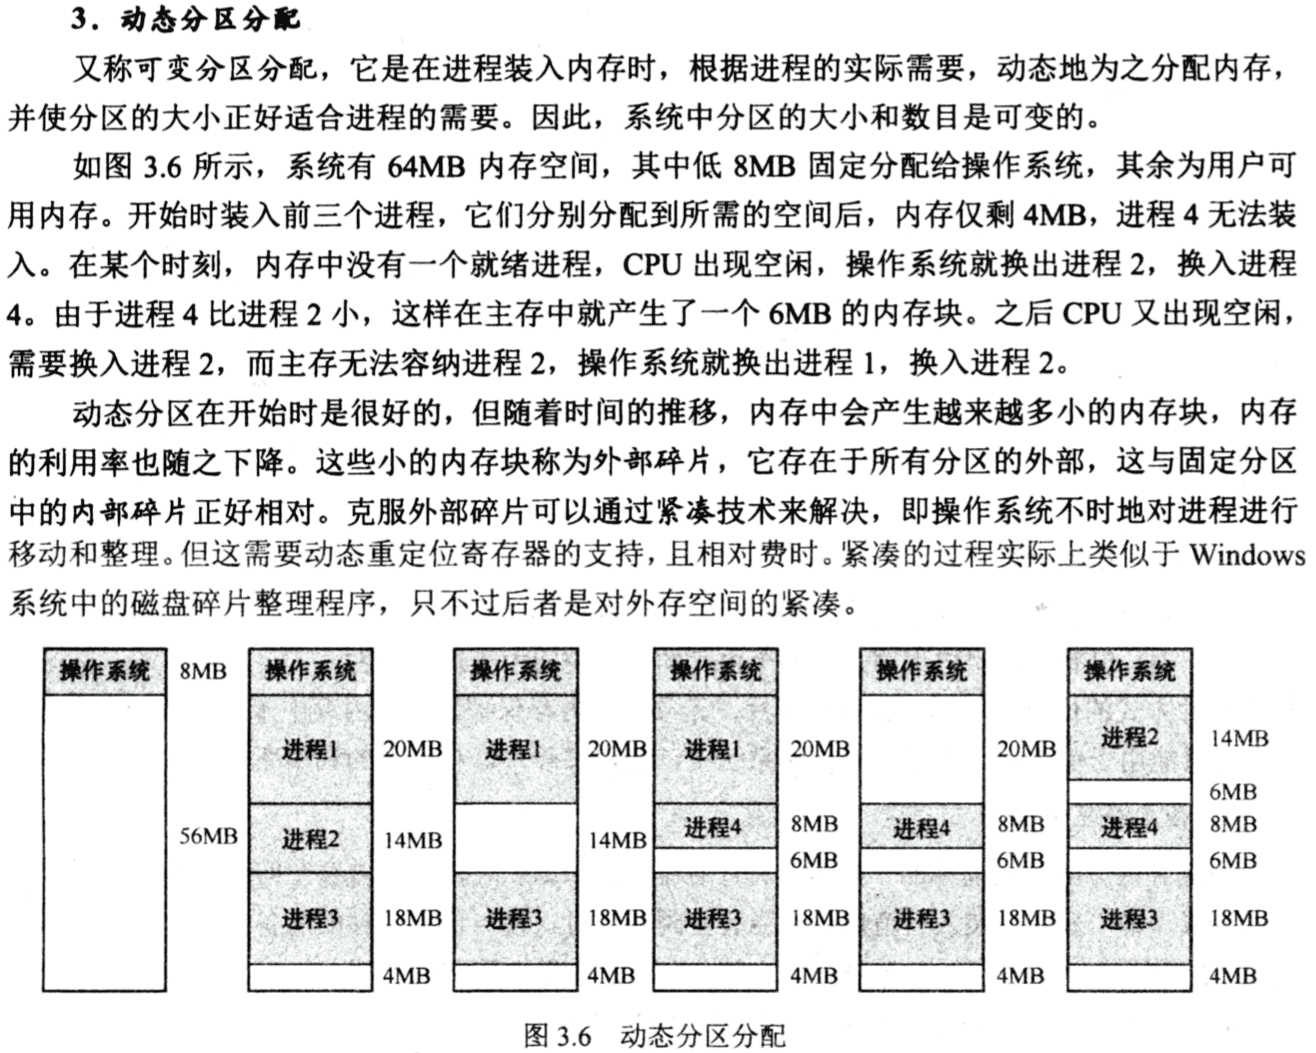 3．动态分区分配
又称可变分区分配，它是在进程装入内存时，根据进程的实际需要，动态地为之分配内存，
并使分区的大小正好适合进程的需要。因此，系统中分区的大小和数目是可变的。
如图 3.6 所示，系统有 64MB 内存空间，其中低 8MB 固定分配给操作系统，其余为用户可
用内存。开始时装入前三个进程，它们分别分配到所需的空间后，内存仅剩 4MB，进程 4 无法装
入。在某个时刻，内存中没有一个就绪进程，CPU 出现空闲，操作系统就换出进程 2，换入进程
4。由于进程 4 比进程 2 小，这样在主存中就产生了一个 6MB 的内存块。之后 CPU 又出现空闲，
需要换入进程 2，而主存无法容纳进程 2，操作系统就换出进程 1，换入进程 2。
动态分区在开始时是很好的，但随着时间的推移，内存中会产生越来越多小的内存块，内存
的利用率也随之下降。这些小的内存块称为外部碎片，它存在于所有分区的外部，这与固定分区
中的内部碎片正好相对。克服外部碎片可以通过紧凑技术来解决，即操作系统不时地对进程进行
移动和整理。但这需要动态重定位寄存器的支持，且相对费时。紧凑的过程实际上类似于 Windows
系统中的磁盘碎片整理程序，只不过后者是对外存空间的紧凑。
操作系统 8MB 操作系统 操作系统 操作系统 操作系统 操作系统
进程1 20MB 进程1 20MB 进程1 20MB 20MB 进程2 14MB
6MB
56MB 进程2 14MB 14MB 进程4 8MB 进程4 8MB 进程4 8MB
6MB 6MB 6MB
进程3 18MB 进程3 18MB 进程3 18MB 进程3 18MB 进程3 18MB
4MB 4MB 4MB 4MB 4MB
图 3.6 动态分区分配